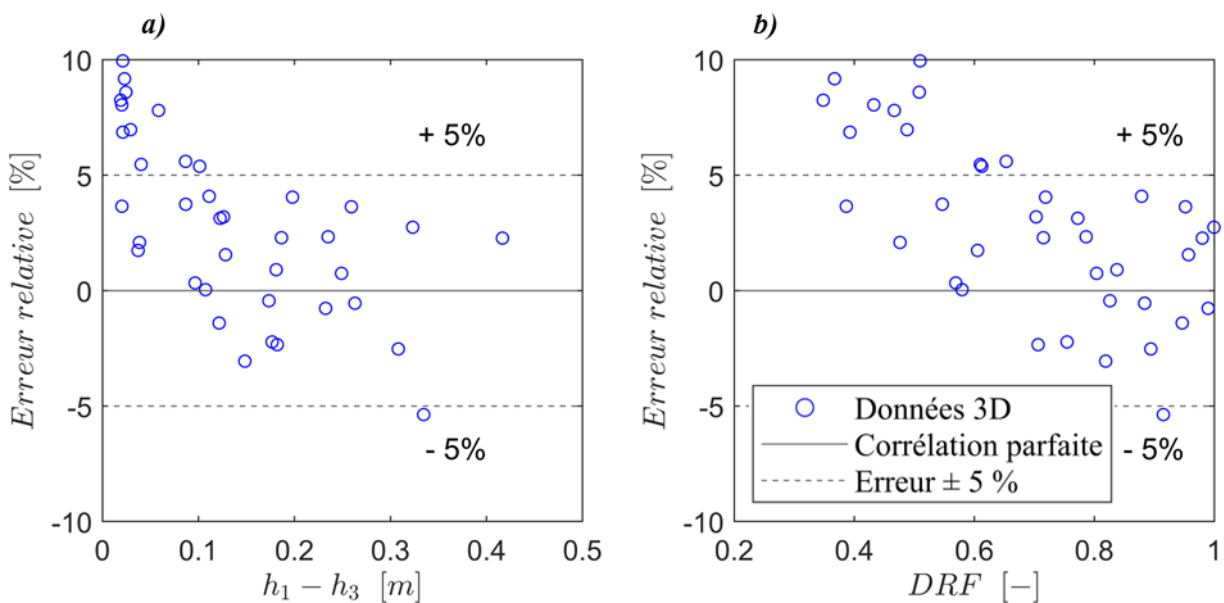 a)
10
5
0
-5
-10
Erreur relative [%]
+ 5%
- 5%
0
0.1
0.2
0.3
0.4
0.5
h₁ − h₃ [m]
b)
10
5
0
-5
-10
Erreur relative [%]
+ 5%
- 5%
Données 3D
Corrélation parfaite
Erreur ± 5 %
0.2
0.4
0.6
0.8
1
DRF [−]